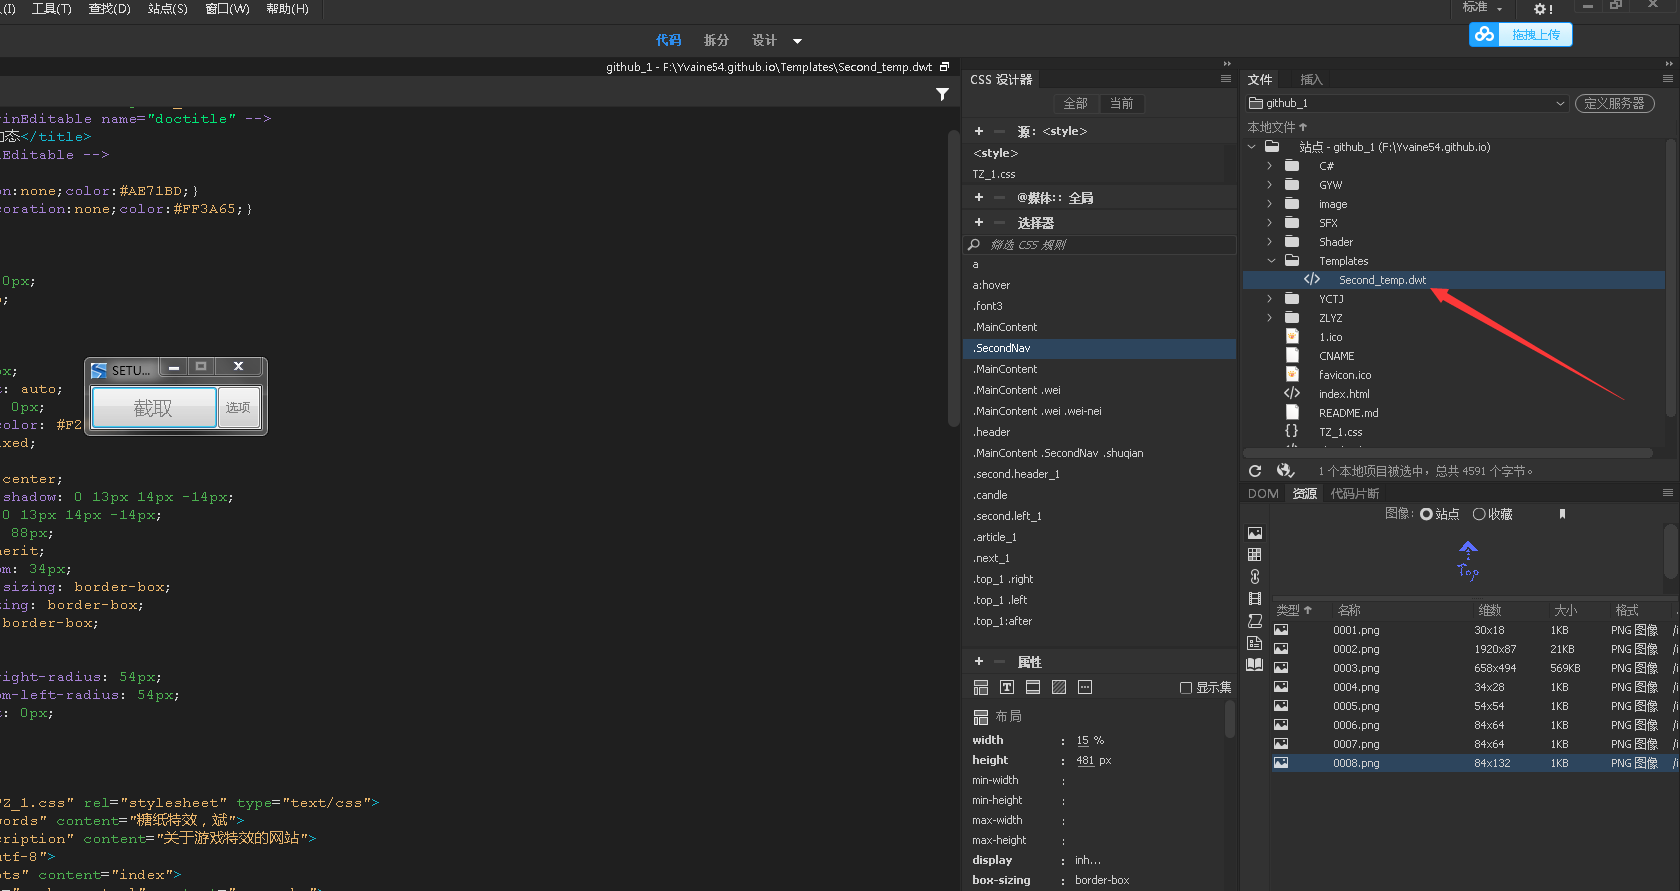 (I) 工具(T) 查找(D) 站点(S) 窗口(W) 帮助(H)
标准
拖拽上传
代码 拆分 设计
github_1 - F:\Yvaine54.github.io\Templates\Second_temp.dwt
inEditable name="doctitle" -->
动态</title>
Editable -->
on:none;color:#AE71BD;}
coration:none;color:#FF3A65;}
0px;
;
x;
: auto;
0px;
olor: #F2
xed;
center;
shadow: 0 13px 14px -14px;
0 13px 14px -14px;
88px;
erit;
m: 34px;
sizing: border-box;
ing: border-box;
border-box;
ight-radius: 54px;
m-left-radius: 54px;
: 0px;
TZ_1.css" rel="stylesheet" type="text/css">
words" content="糖纸特效，斌">
cription" content="关于游戏特效的网站">
tf-8">
ots" content="index">
SETU...
截取 选项
CSS 设计器
全部 当前
+ 源: <style>
<style>
TZ_1.css
+ @媒体: 全局
+ 选择器
筛选 CSS 规则
a
a:hover
.font3
.MainContent
.SecondNav
.MainContent
.MainContent .wei
.MainContent .wei .wei-nei
.header
.MainContent .SecondNav .shuqian
.second.header_1
.candle
.second.left_1
.article_1
.next_1
.top_1 .right
.top_1 .left
.top_1:after
+ 属性
显示集
布局
width : 15 %
height : 481 px
min-width :
min-height :
max-width :
max-height :
display : inh...
box-sizing : border-box
文件 插入
github_1 定义服务器
本地文件
站点 - github_1 (F:\Yvaine54.github.io)
C#
GYW
image
SFX
Shader
Templates
Second_temp.dwt
YCTJ
ZLYZ
1.ico
CNAME
favicon.ico
index.html
README.md
TZ_1.css
1 个本地项目被选中，总共 4591 个字节。
DOM 资源 代码片断
图像: 站点 收藏
Top
类型 名称 维数 大小 格式
0001.png 30x18 1KB PNG 图像 /i
0002.png 1920x87 21KB PNG 图像 /i
0003.png 658x494 569KB PNG 图像 /i
0004.png 34x28 1KB PNG 图像 /i
0005.png 54x54 1KB PNG 图像 /i
0006.png 84x64 1KB PNG 图像 /i
0007.png 84x64 1KB PNG 图像 /i
0008.png 84x132 1KB PNG 图像 /i